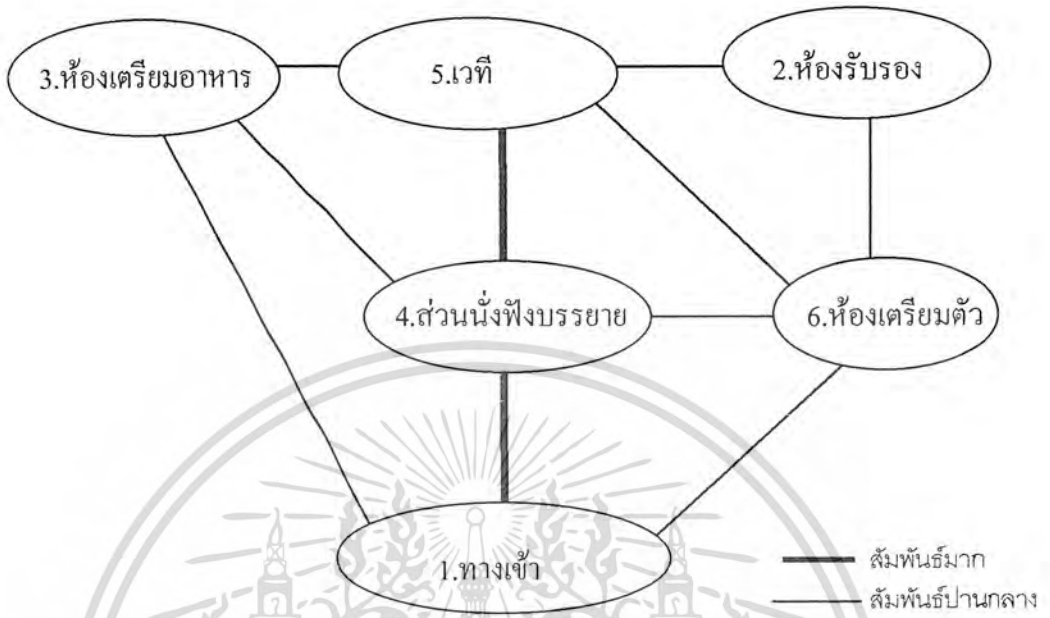 3.ห้องเตรียมอาหาร
5.เวที
2.ห้องรับรอง
4.ส่วนนั่งฟังบรรยาย
6.ห้องเตรียมตัว
1.ทางเข้า
สัมพันธ์มาก
สัมพันธ์ปานกลาง